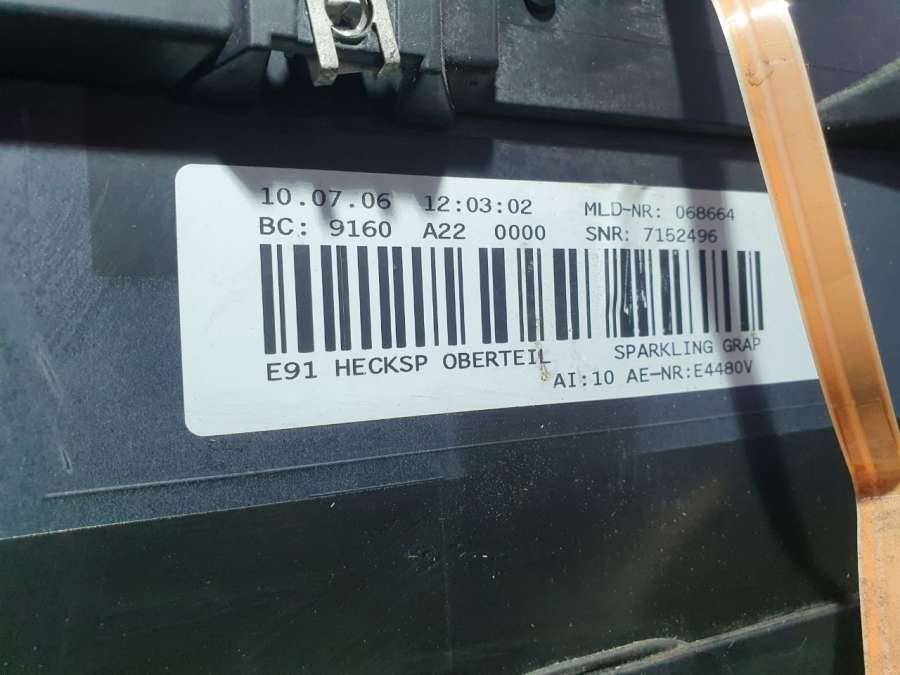 10.07.06 12:03:02 MLD-NR: 068664
BC: 9160 A22 0000 SNR: 7152496
E91 HECKSP OBERTEIL SPARKLING GRAP
AI:10 AE-NR:E4480V